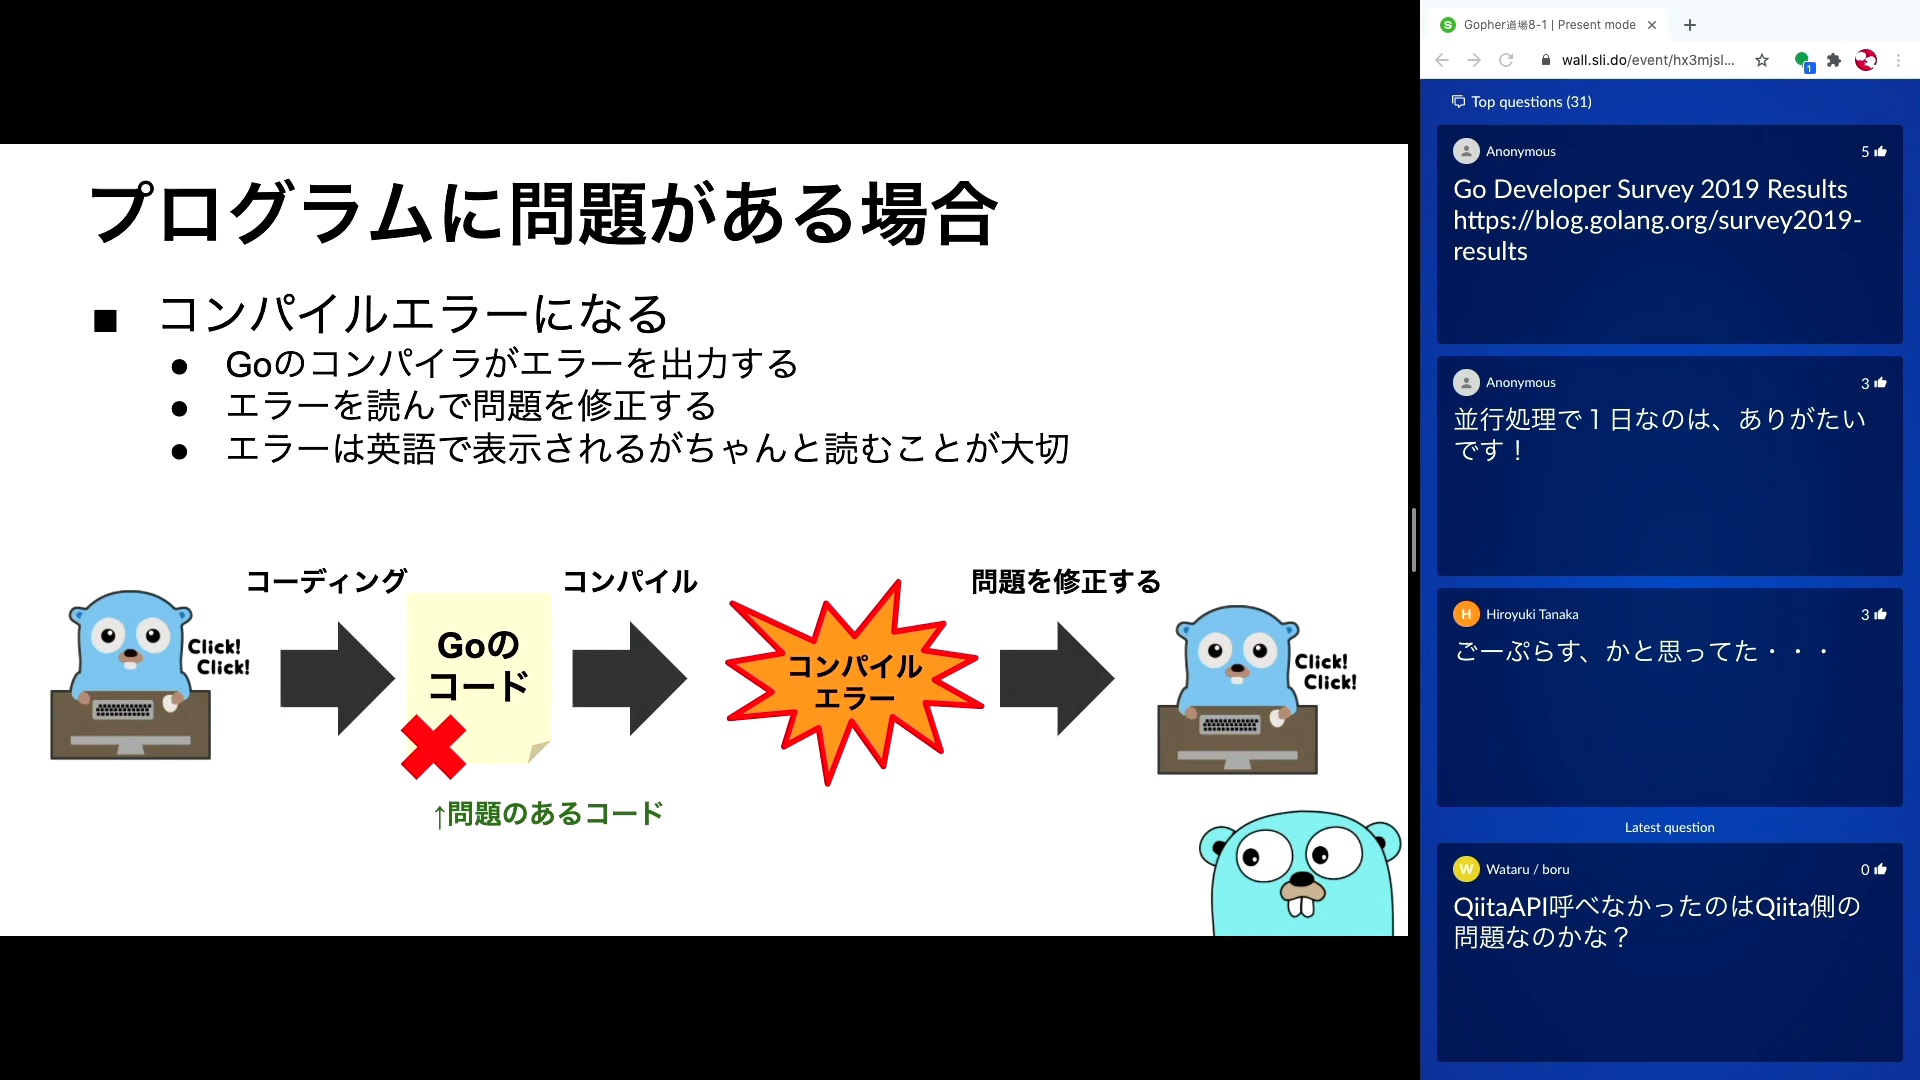 プログラムに問題がある場合
■ コンパイルエラーになる
● Goのコンパイラがエラーを出力する
● エラーを読んで問題を修正する
● エラーは英語で表示されるがちゃんと読むことが大切
コーディング
コンパイル
問題を修正する
Click!
Click!
Goの
コード
コンパイル
エラー
Click!
Click!
↑問題のあるコード
Gopher道場8-1 | Present mode
wall.sli.do/event/hx3mjsl...
1
Top questions (31)
Anonymous
5
Go Developer Survey 2019 Results
https://blog.golang.org/survey2019-
results
Anonymous
3
並行処理で１日なのは、ありがたい
です！
H
Hiroyuki Tanaka
3
ごーぷらす、かと思ってた・・・
Latest question
W
Wataru / boru
0
QiitaAPI呼べなかったのはQiita側の
問題なのかな？